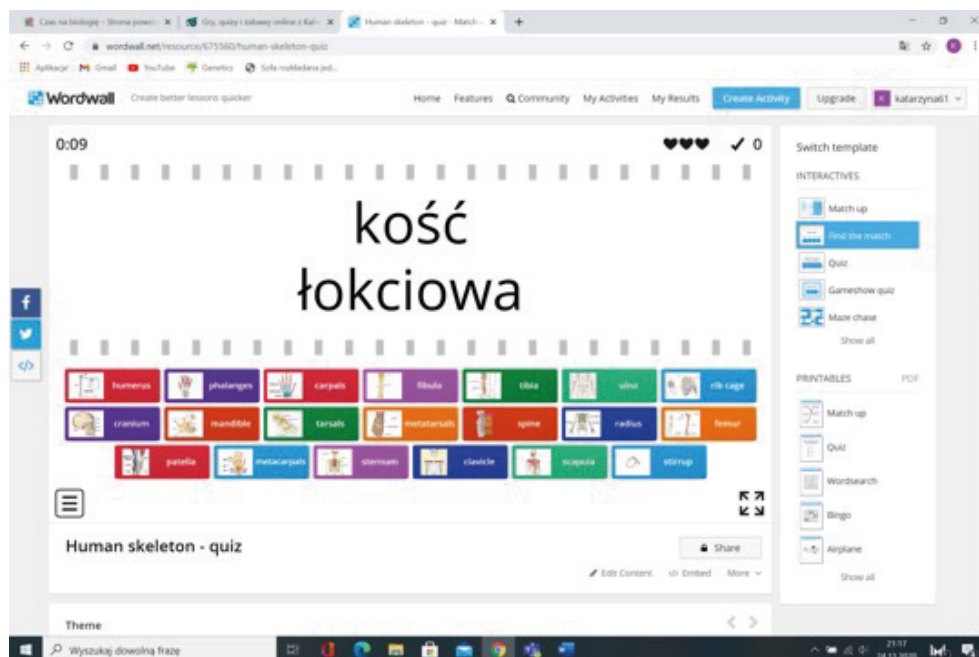 Czas na biologię - Strona power
Gry, quizy i zabawy online z Kah
Human skeleton - quiz - Match
wordwall.net/resource/675560/human-skeleton-quiz
Aplikacje Gmail YouTube Genetics Sofa rozkładana jed...
Wordwall Create better lessons quicker Home Features Community My Activities My Results Create Activity Upgrade katarzyna61
0:09 0
kość
łokciowa
humerus phalanges carpals fibula tibia ulna rib cage
cranium mandible tarsals metatarsals spine radius femur
patella metacarpals sternum clavicle scapula stirrup
Human skeleton - quiz
Share
Edit Content Embed More
Theme
Switch template
INTERACTIVES
Match up
Find the match
Quiz
Gameshow quiz
Maze chase
Show all
PRINTABLES PDF
Match up
Quiz
Wordsearch
Bingo
Airplane
Show all
Wyszukaj dowolną frazę
21:17